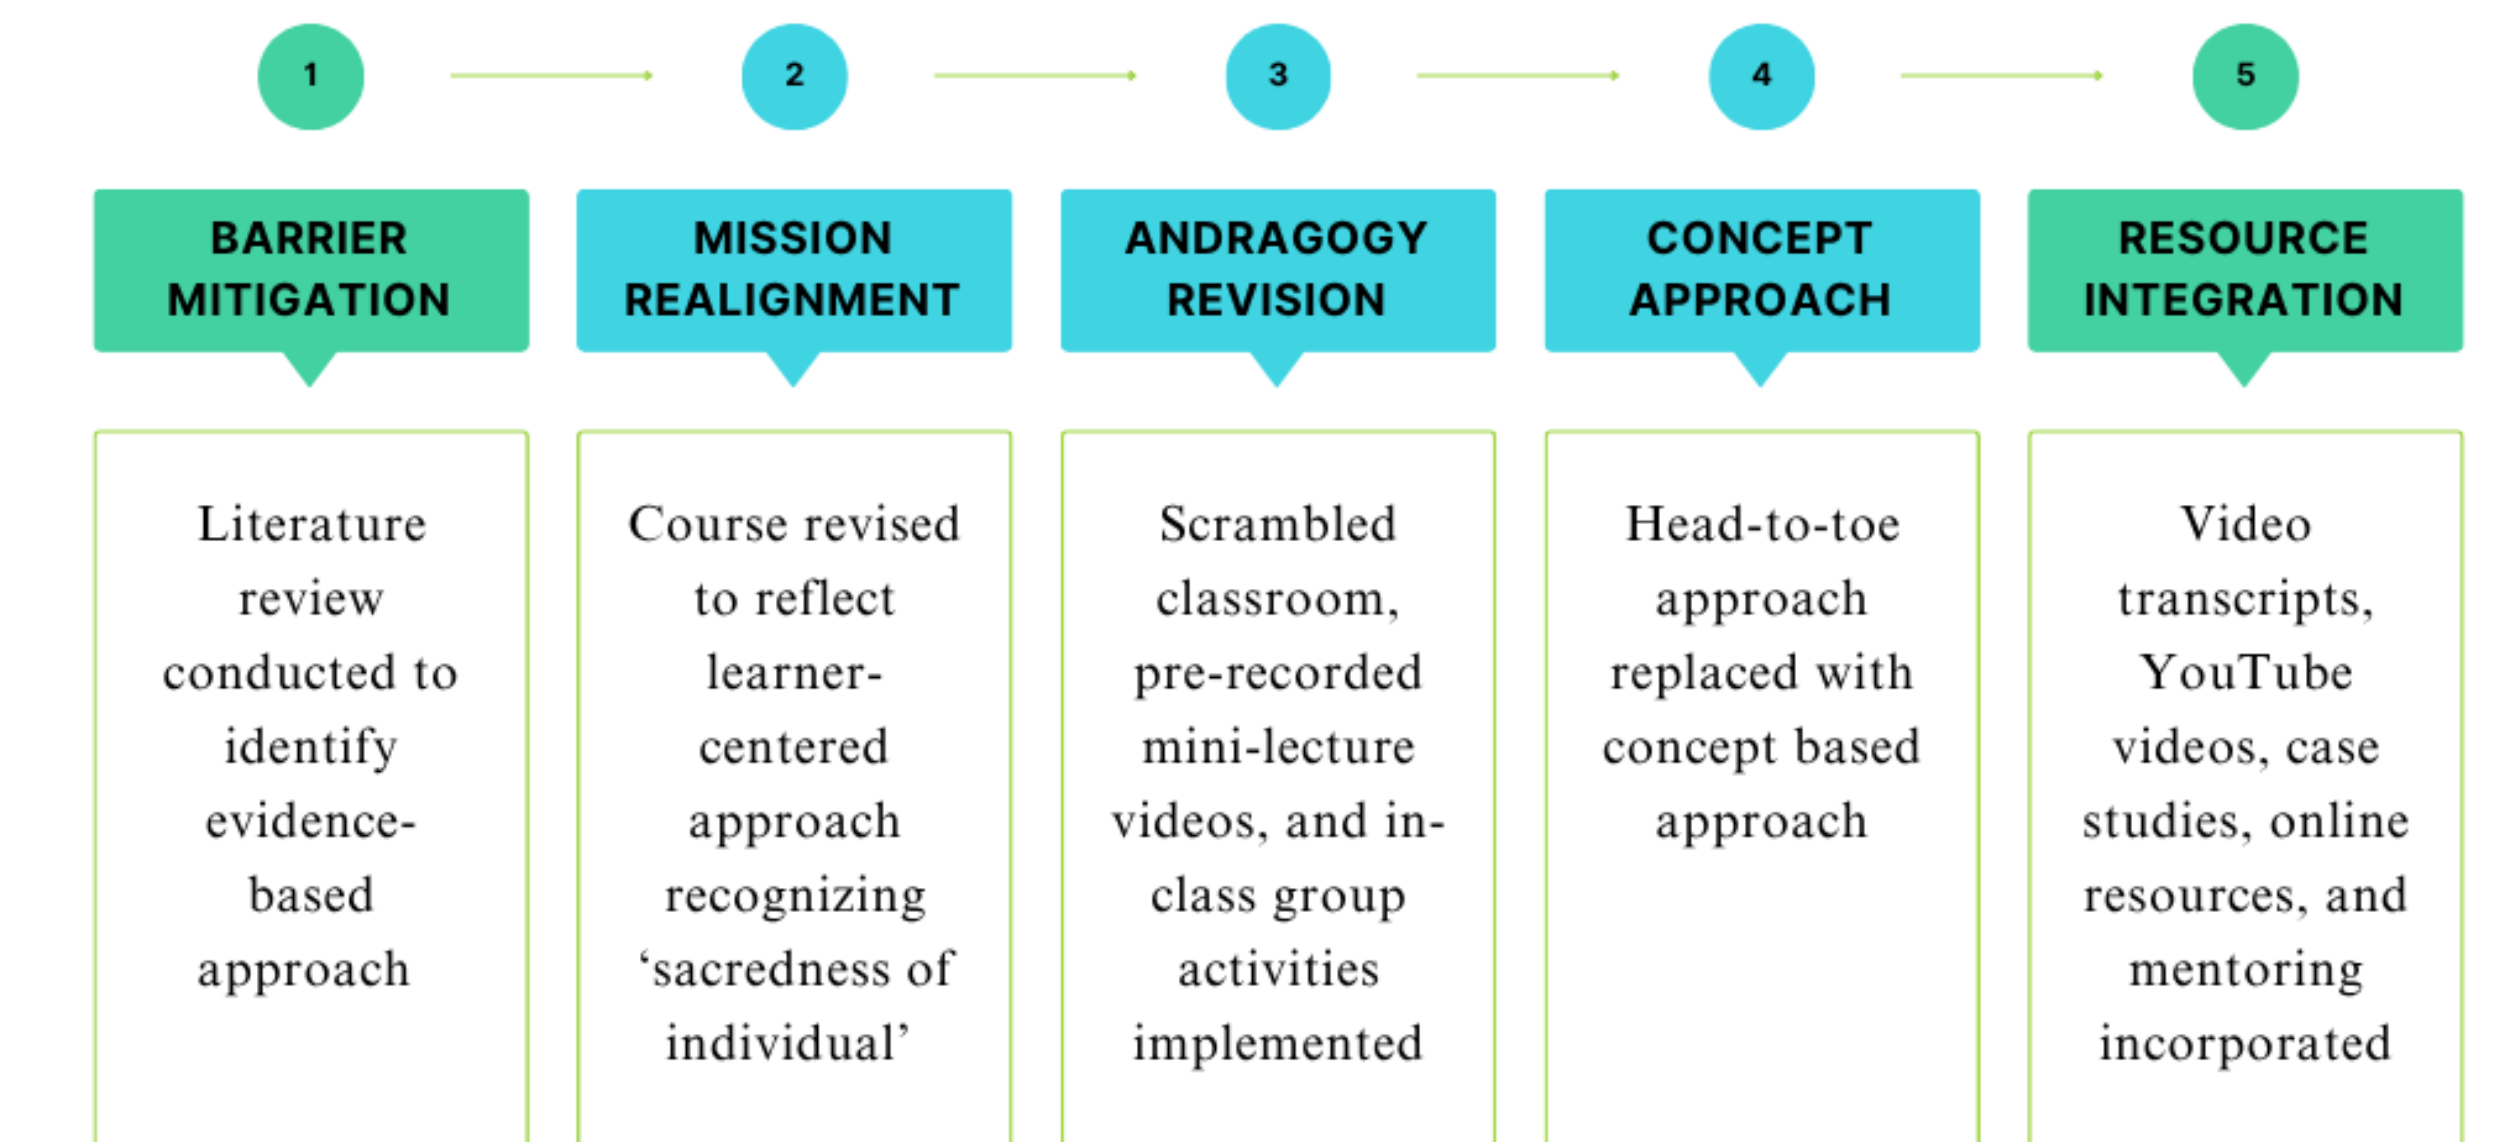 1
2
3
4
5
BARRIER
MITIGATION
MISSION
REALIGNMENT
ANDRAGOGY
REVISION
CONCEPT
APPROACH
RESOURCE
INTEGRATION
Literature
review
conducted to
identify
evidence-
based
approach
Course revised
to reflect
learner-
centered
approach
recognizing
‘sacredness of
individual’
Scrambled
classroom,
pre-recorded
mini-lecture
videos, and in-
class group
activities
implemented
Head-to-toe
approach
replaced with
concept based
approach
Video
transcripts,
YouTube
videos, case
studies, online
resources, and
mentoring
incorporated